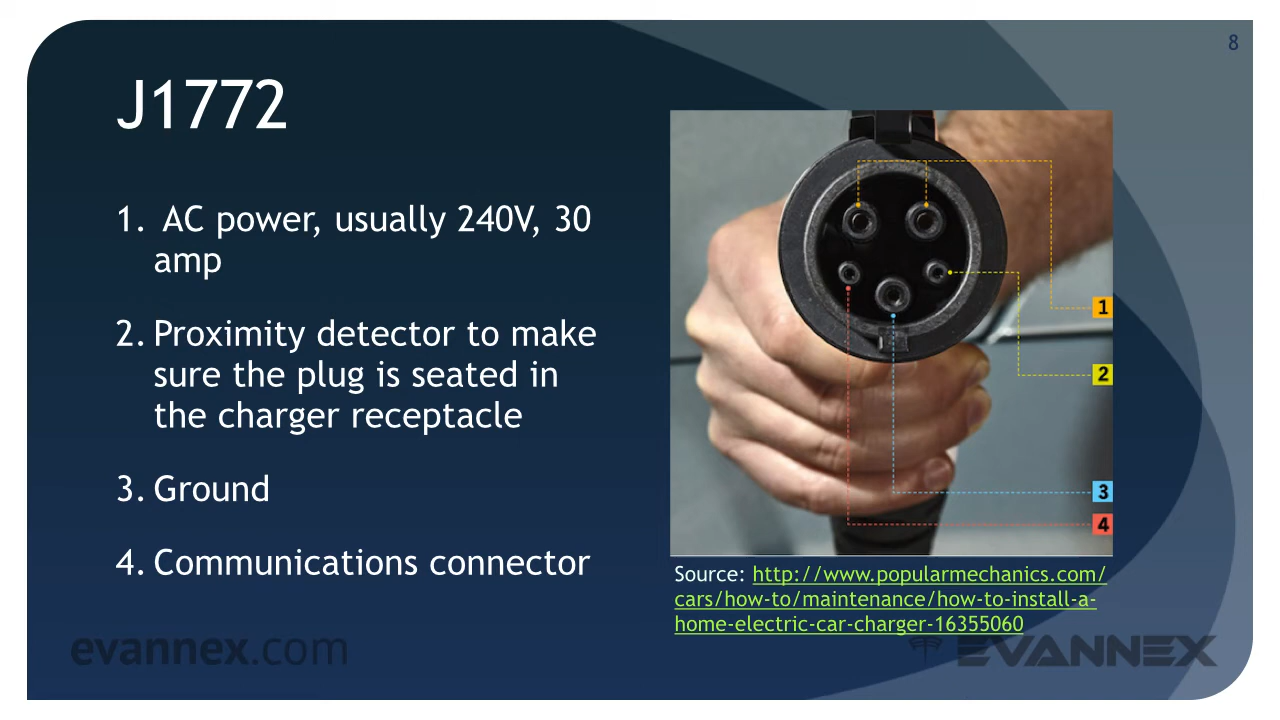 8
J1772
1. AC power, usually 240V, 30
amp
2. Proximity detector to make
sure the plug is seated in
the charger receptacle
3. Ground
4. Communications connector
1
2
3
4
Source: http://www.popularmechanics.com/
cars/how-to/maintenance/how-to-install-a-
home-electric-car-charger-16355060
evannex.com
EVANNEX